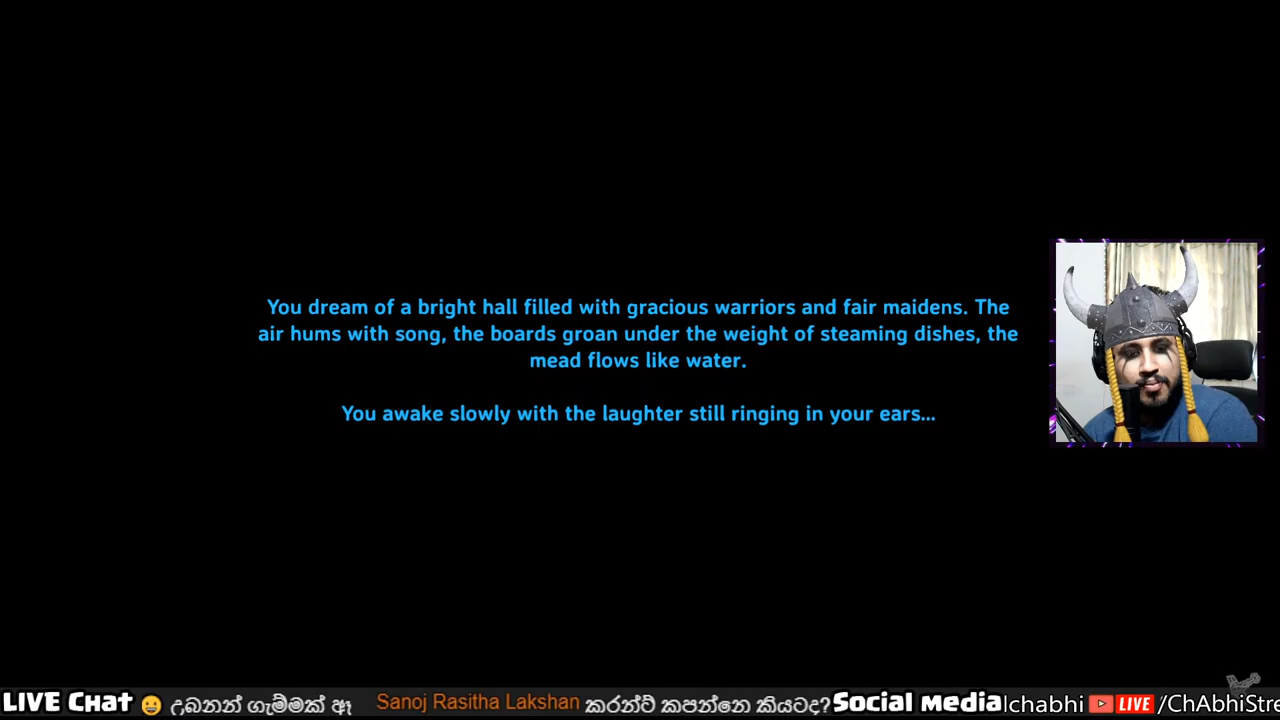 You dream of a bright hall filled with gracious warriors and fair maidens. The
air hums with song, the boards groan under the weight of steaming dishes, the
mead flows like water.
You awake slowly with the laughter still ringing in your ears...
LIVE Chat 😀 උබනන් ගැම්මක් ඈ Sanoj Rasitha Lakshan කරන්ට් කපන්නෙ කියටද? Social Media lchabhi LIVE /ChAbhiStre